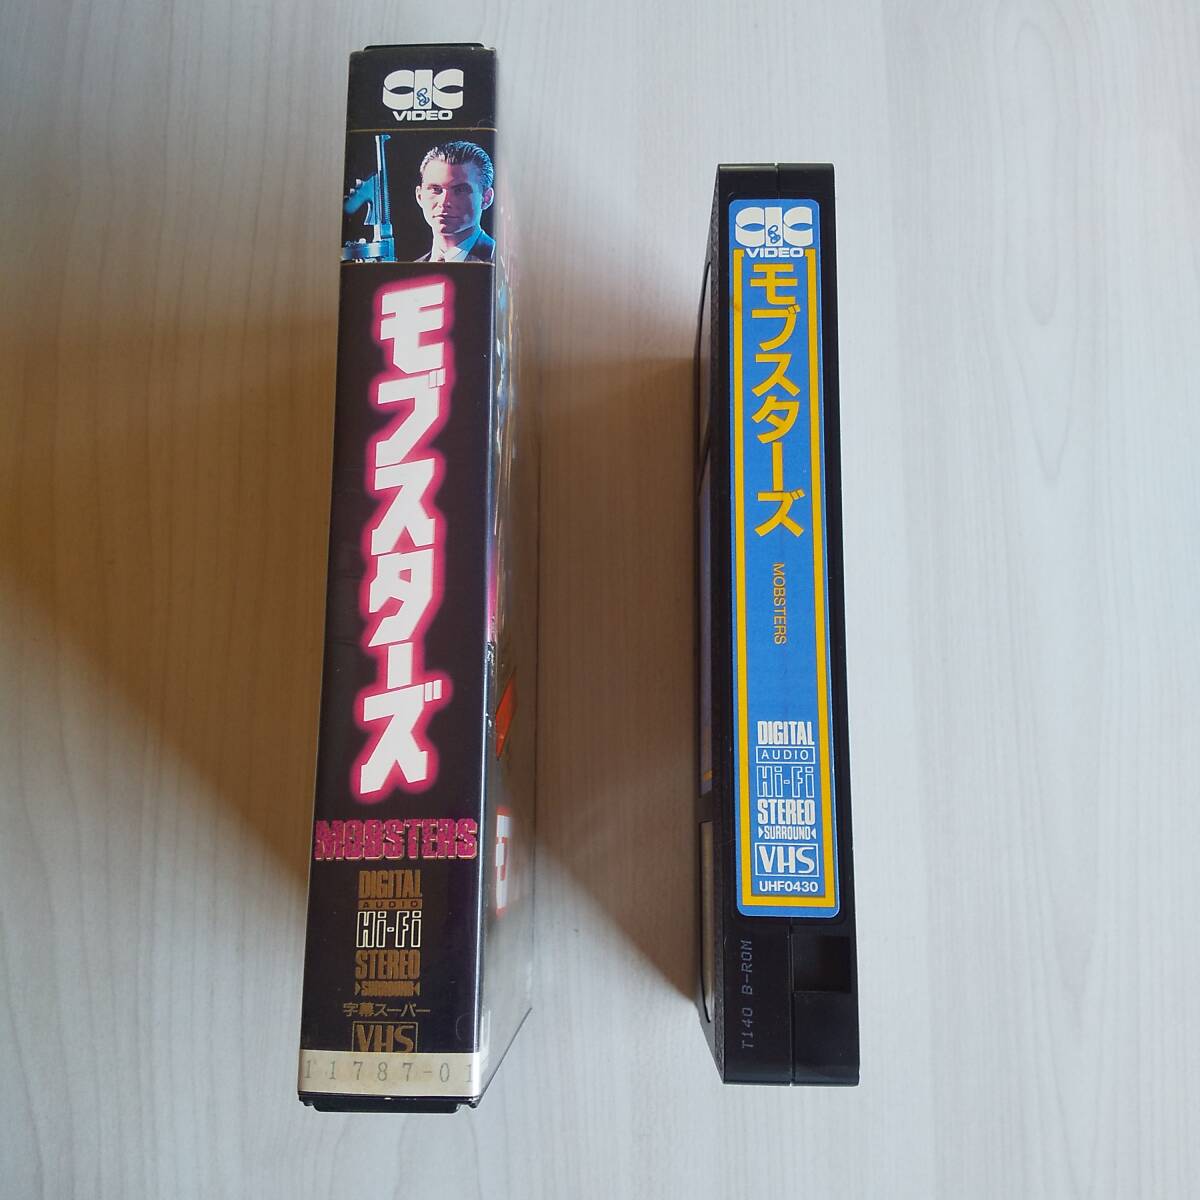 CIC
VIDEO
モブスターズ
MOBSTERS
DIGITAL
AUDIO
Hi-Fi
STEREO
SURROUND
字幕スーパー
VHS
11787-01
CIC
VIDEO
モブスターズ
MOBSTERS
DIGITAL
AUDIO
Hi-Fi
STEREO
SURROUND
VHS
UHF0430
T140 B-ROM